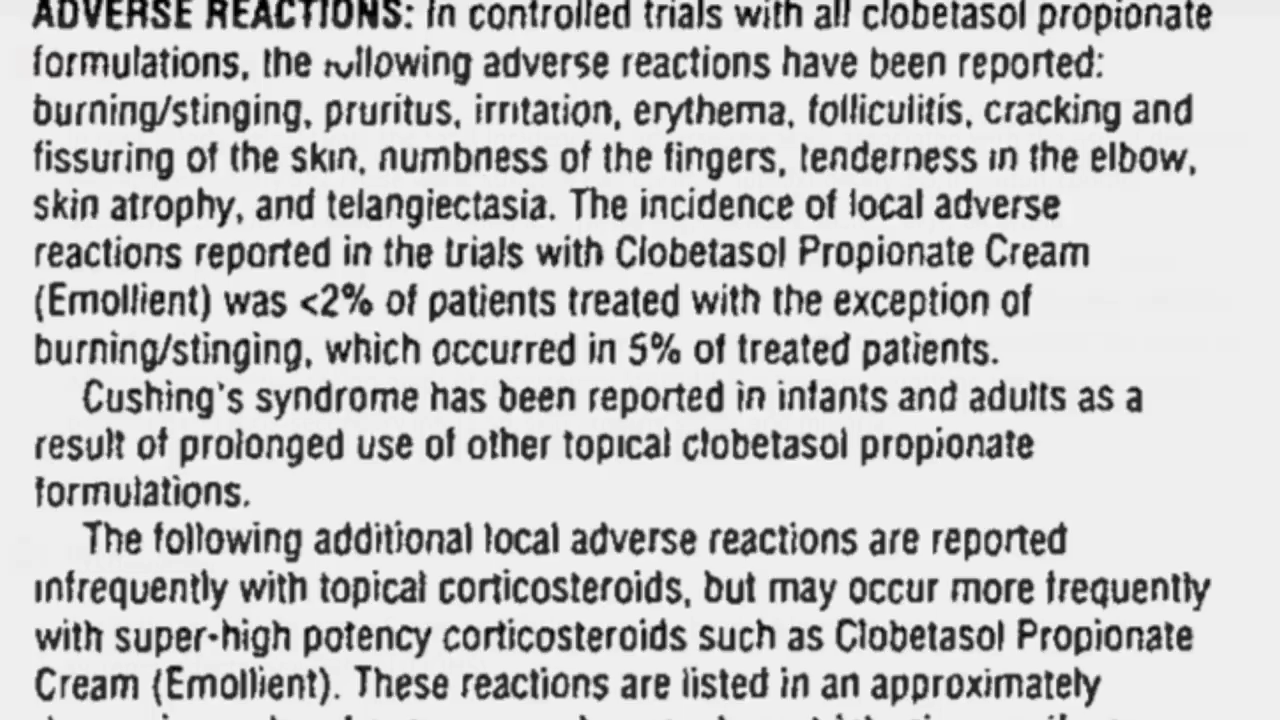 ADVERSE REACTIONS: In controlled trials with all clobetasol propionate
formulations, the following adverse reactions have been reported:
burning/stinging, pruritus, irritation, erythema, folliculitis, cracking and
fissuring of the skin, numbness of the fingers, tenderness in the elbow,
skin atrophy, and telangiectasia. The incidence of local adverse
reactions reported in the trials with Clobetasol Propionate Cream
(Emollient) was <2% of patients treated with the exception of
burning/stinging, which occurred in 5% of treated patients.
Cushing's syndrome has been reported in infants and adults as a
result of prolonged use of other topical clobetasol propionate
formulations.
The following additional local adverse reactions are reported
infrequently with topical corticosteroids, but may occur more frequently
with super-high potency corticosteroids such as Clobetasol Propionate
Cream (Emollient). These reactions are listed in an approximately